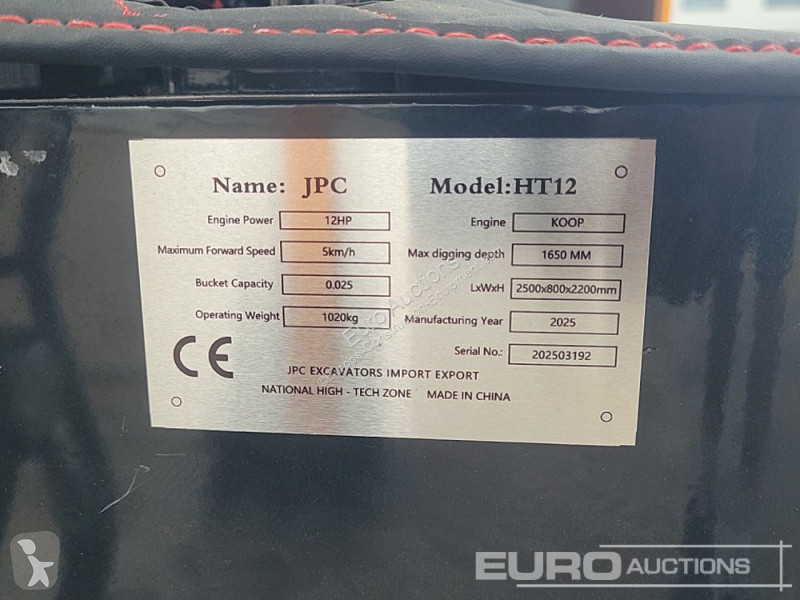 Name: JPC Model:HT12
Engine Power 12HP Engine KOOP
Maximum Forward Speed 5km/h Max digging depth 1650 MM
Bucket Capacity 0.025 LxWxH 2500x800x2200mm
Operating Weight 1020kg Manufacturing Year 2025
Serial No.: 202503192
CE
JPC EXCAVATORS IMPORT EXPORT
NATIONAL HIGH - TECH ZONE MADE IN CHINA
Euro Auctions
EURO AUCTIONS